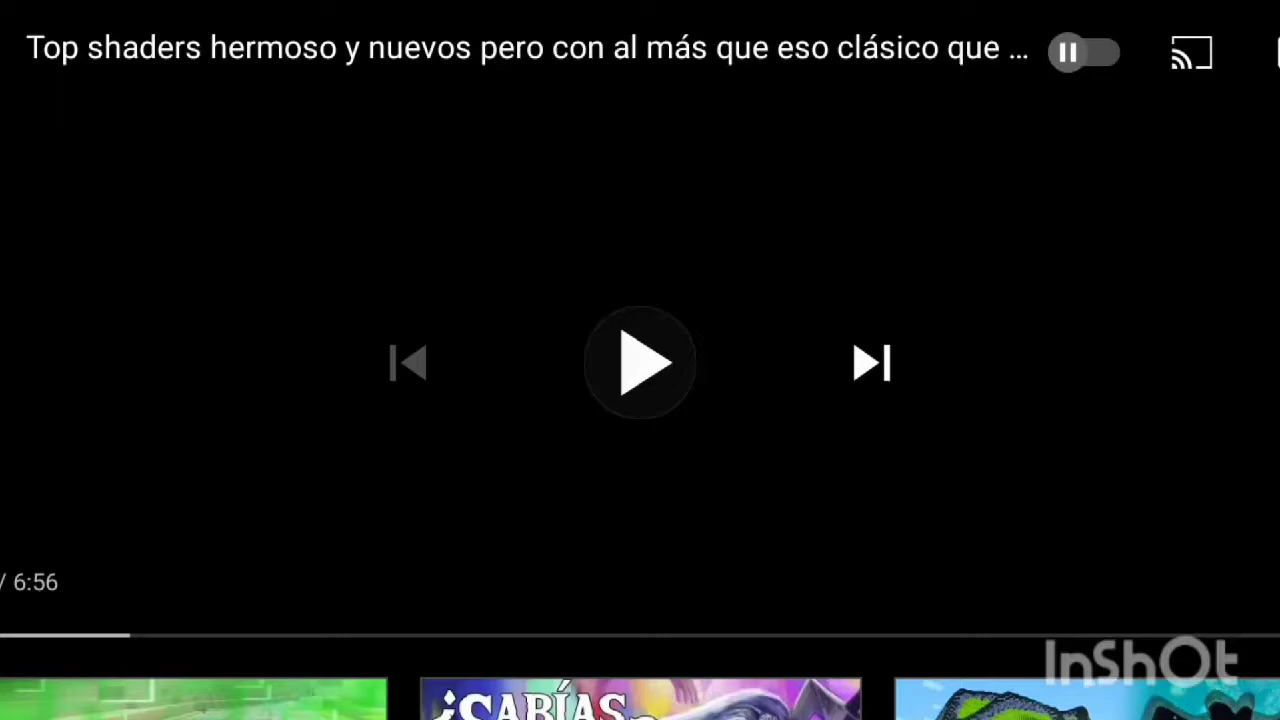 Top shaders hermoso y nuevos pero con al más que eso clásico que ...
/ 6:56
InShOt
¿SABÍAS